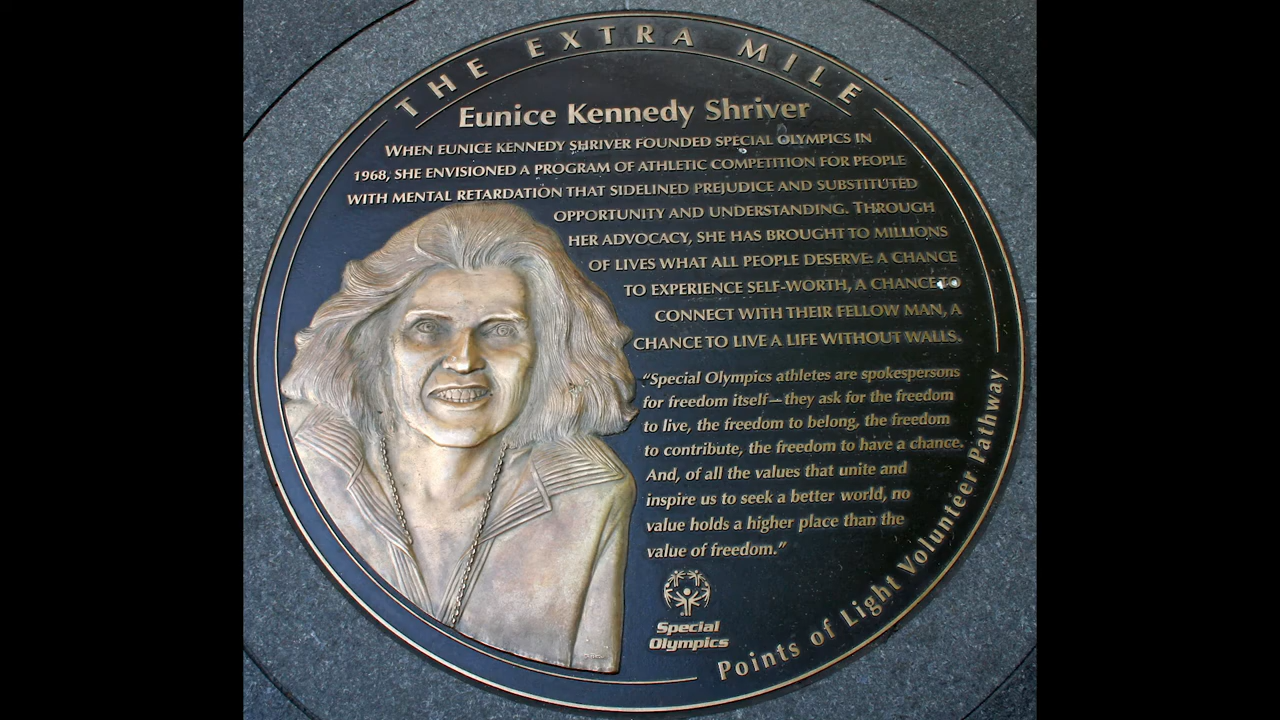 THE EXTRA MILE
Eunice Kennedy Shriver
WHEN EUNICE KENNEDY SHRIVER FOUNDED SPECIAL OLYMPICS IN
1968, SHE ENVISIONED A PROGRAM OF ATHLETIC COMPETITION FOR PEOPLE
WITH MENTAL RETARDATION THAT SIDELINED PREJUDICE AND SUBSTITUTED
OPPORTUNITY AND UNDERSTANDING. THROUGH
HER ADVOCACY, SHE HAS BROUGHT TO MILLIONS
OF LIVES WHAT ALL PEOPLE DESERVE: A CHANCE
TO EXPERIENCE SELF-WORTH, A CHANCE TO
CONNECT WITH THEIR FELLOW MAN, A
CHANCE TO LIVE A LIFE WITHOUT WALLS.
“Special Olympics athletes are spokespersons
for freedom itself—they ask for the freedom
to live, the freedom to belong, the freedom
to contribute, the freedom to have a chance.
And, of all the values that unite and
inspire us to seek a better world, no
value holds a higher place than the
value of freedom.”
Special
Olympics
Points of Light Volunteer Pathway